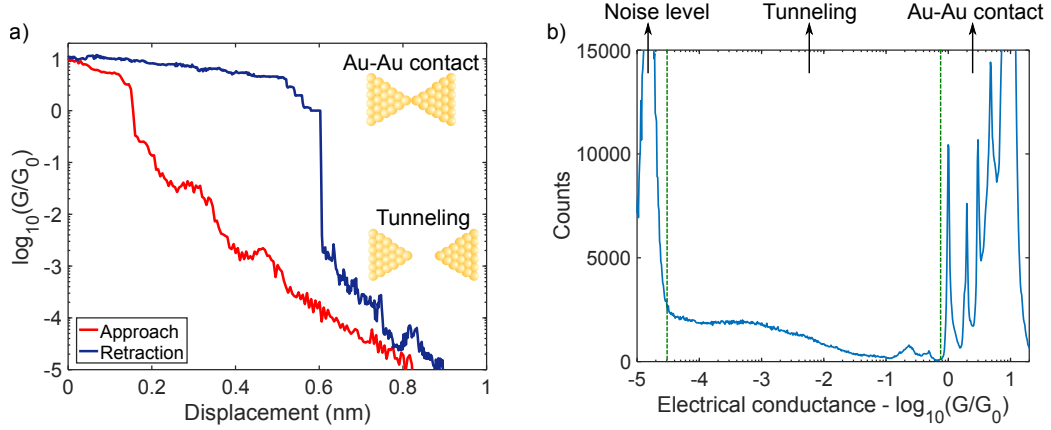 a)
log₁₀(G/G₀)
1
0
-1
-2
-3
-4
-5
Au-Au contact
Tunneling
Approach
Retraction
0 0.2 0.4 0.6 0.8 1
Displacement (nm)
b)
Noise level Tunneling Au-Au contact
Counts
15000
10000
5000
0
-5 -4 -3 -2 -1 0 1
Electrical conductance - log₁₀(G/G₀)